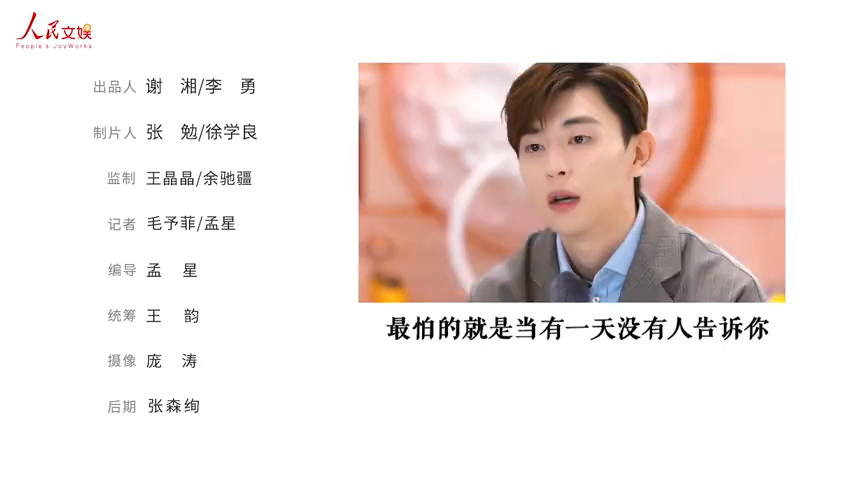 人民文娱
People's JoyWorks
出品人 谢 湘/李 勇
制片人 张 勉/徐学良
监制 王晶晶/余驰疆
记者 毛予菲/孟星
编导 孟 星
统筹 王 韵
摄像 庞 涛
后期 张森绚
最怕的就是当有一天没有人告诉你